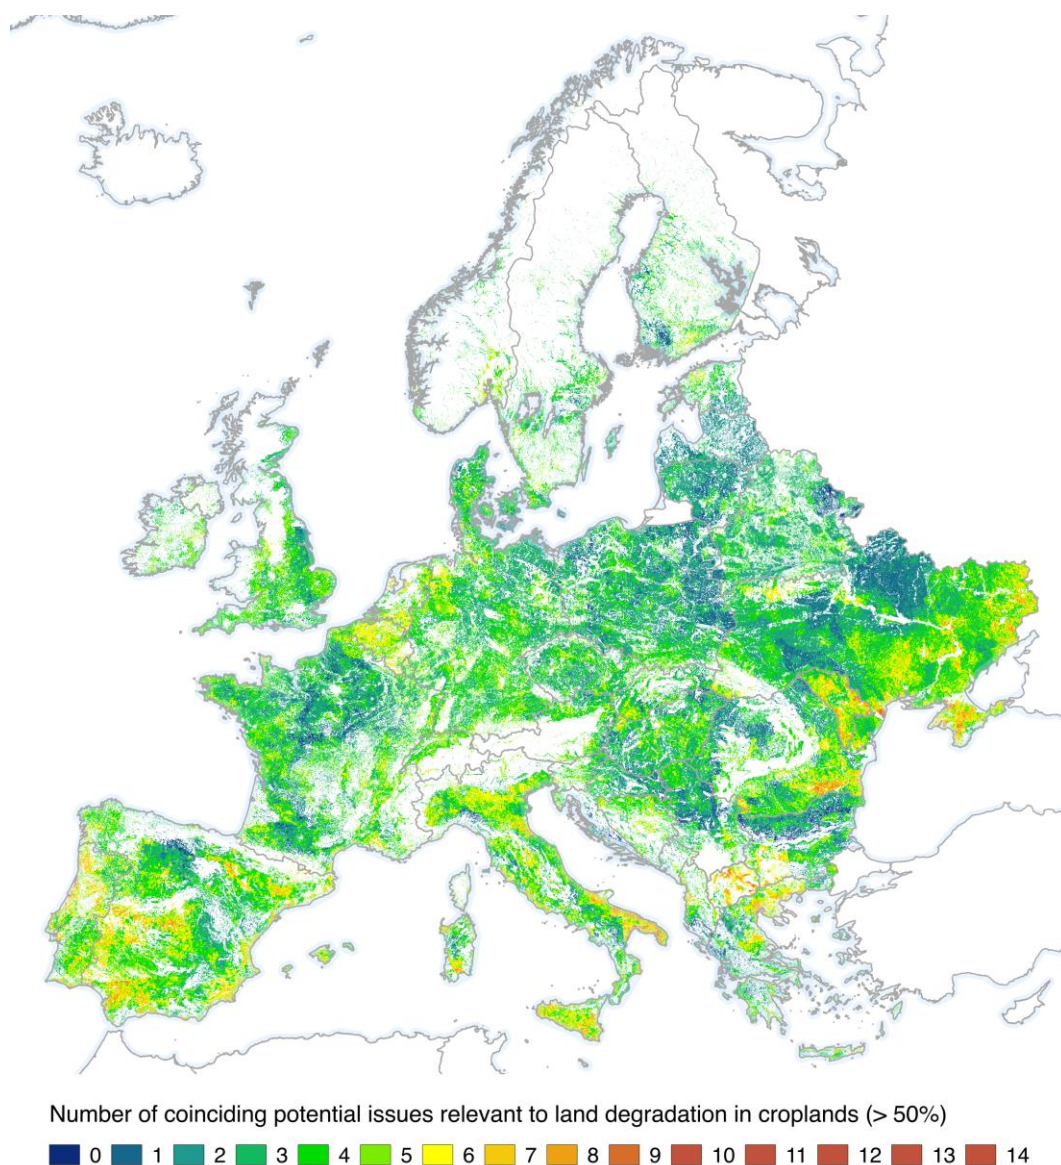 Number of coinciding potential issues relevant to land degradation in croplands (> 50%)
0 1 2 3 4 5 6 7 8 9 10 11 12 13 14